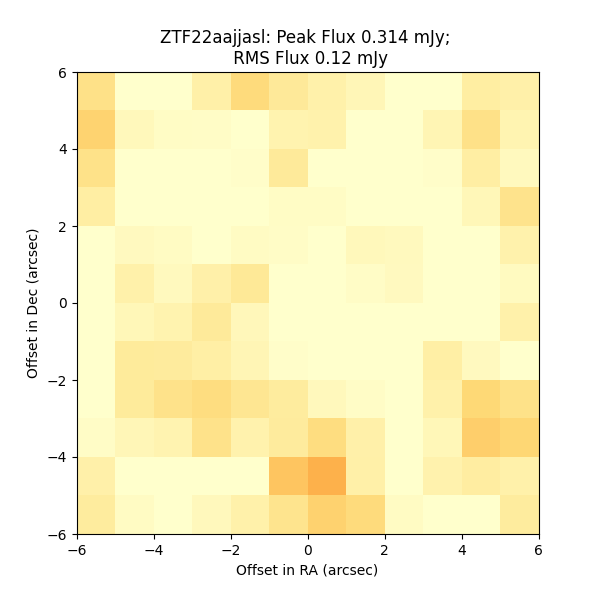 ZTF22aajjasl: Peak Flux 0.314 mJy;
RMS Flux 0.12 mJy
6
4
2
0
−2
−4
−6
Offset in Dec (arcsec)
−6 −4 −2 0 2 4 6
Offset in RA (arcsec)